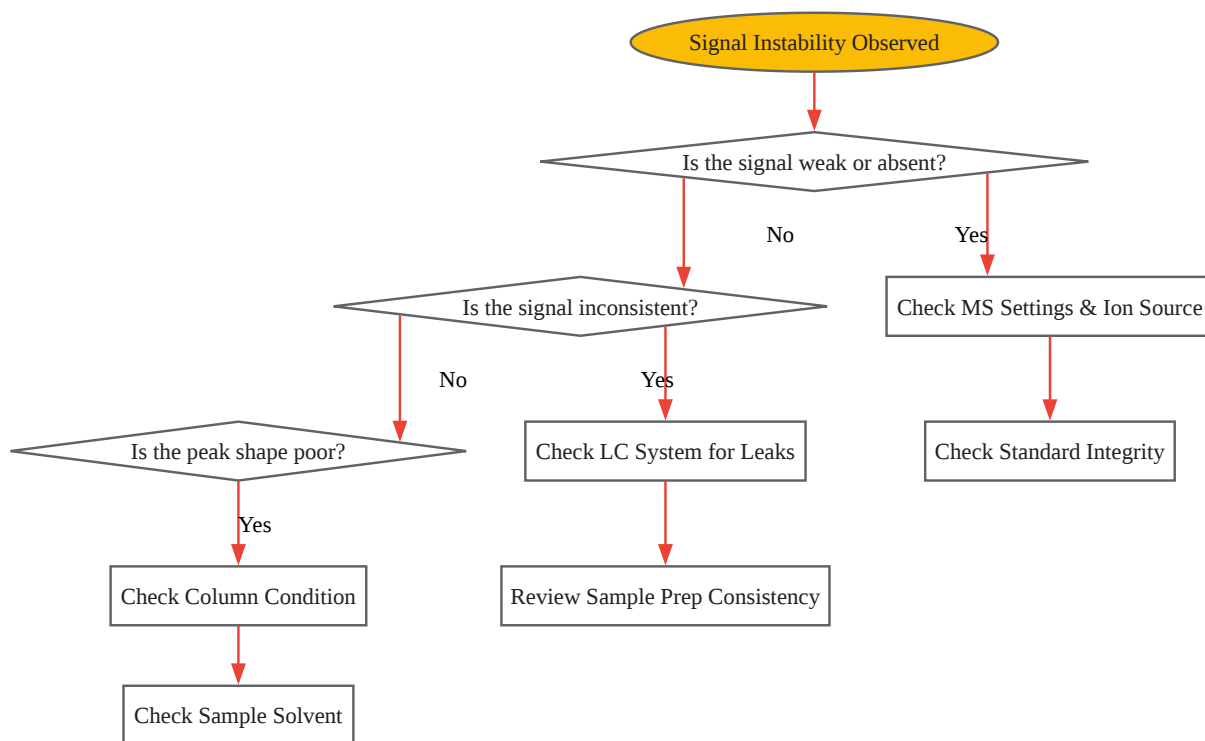 Signal Instability Observed
Is the signal weak or absent?
No
Yes
Is the signal inconsistent?
Check MS Settings & Ion Source
No
Yes
Is the peak shape poor?
Check LC System for Leaks
Check Standard Integrity
Yes
Check Column Condition
Review Sample Prep Consistency
Check Sample Solvent